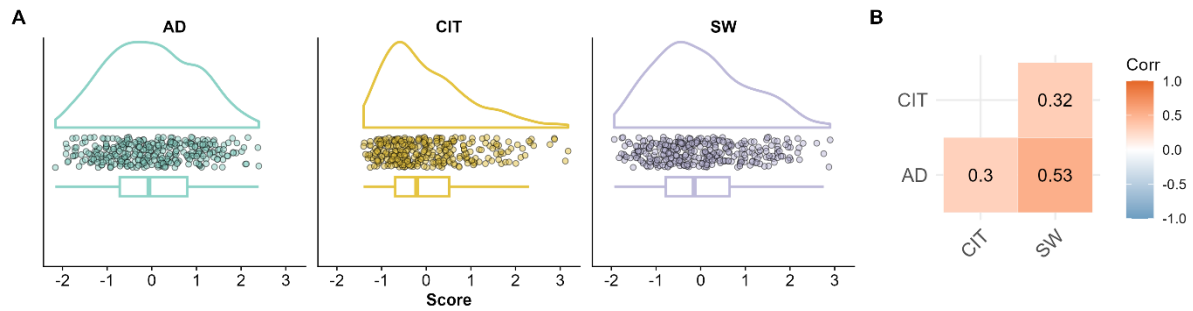 A
AD
CIT
SW
-2 -1 0 1 2 3
-2 -1 0 1 2 3
-2 -1 0 1 2 3
Score
B
CIT
AD
0.32
0.3
0.53
CIT
SW
Corr
1.0
0.5
0.0
-0.5
-1.0